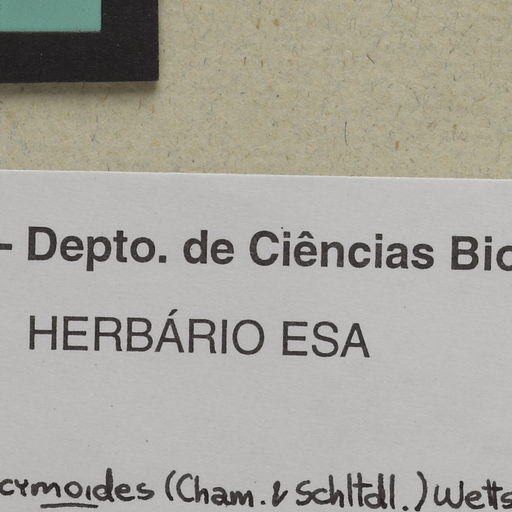 - Depto. de Ciências Bio
HERBÁRIO ESA
cymoides (Cham. & Schltdl.) Wetts